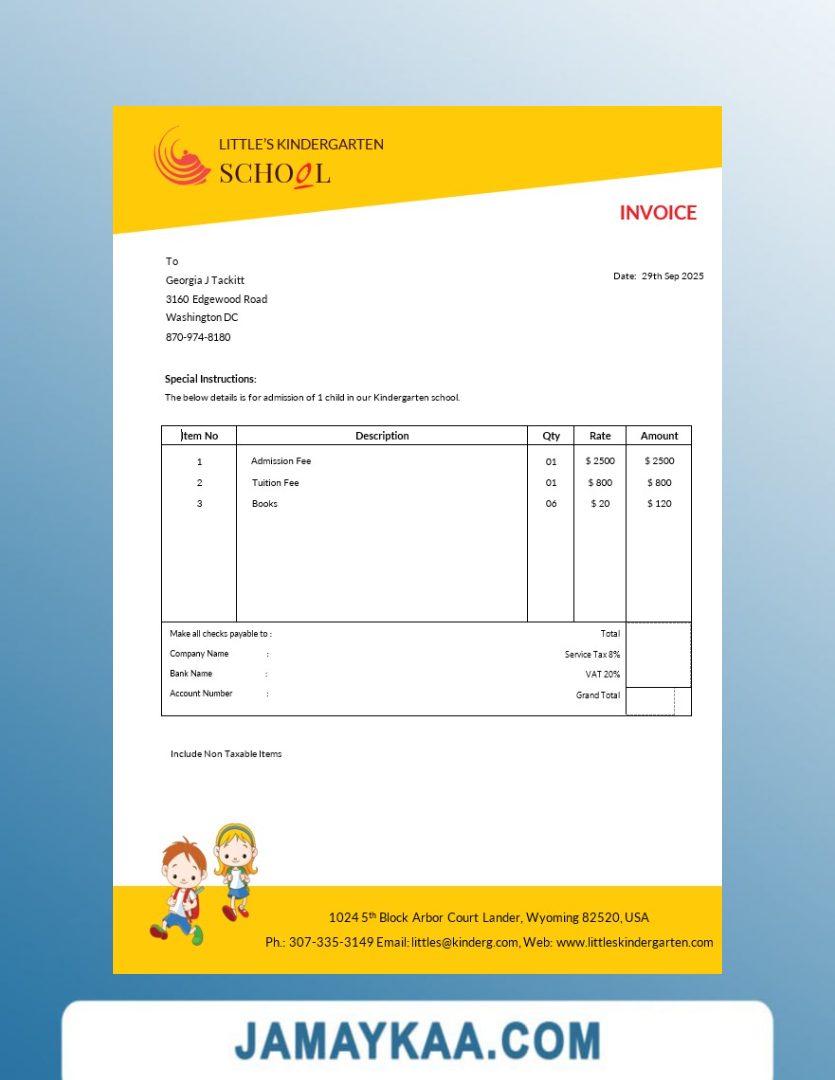 LITTLE'S KINDERGARTEN
SCHOOL
INVOICE
To
Georgia J Tackitt
3160 Edgewood Road
Washington DC
870-974-8180
Date: 29th Sep 2025
Special Instructions:
The below details is for admission of 1 child in our Kindergarten school.
Item No Description Qty Rate Amount
1 Admission Fee 01 $ 2500 $ 2500
2 Tuition Fee 01 $ 800 $ 800
3 Books 06 $ 20 $ 120
Make all checks payable to : Total
Company Name : Service Tax 8%
Bank Name : VAT 20%
Account Number : Grand Total
Include Non Taxable Items
1024 5th Block Arbor Court Lander, Wyoming 82520, USA
Ph.: 307-335-3149 Email: littles@kinderg.com, Web: www.littleskindergarten.com
JAMAYKAA.COM